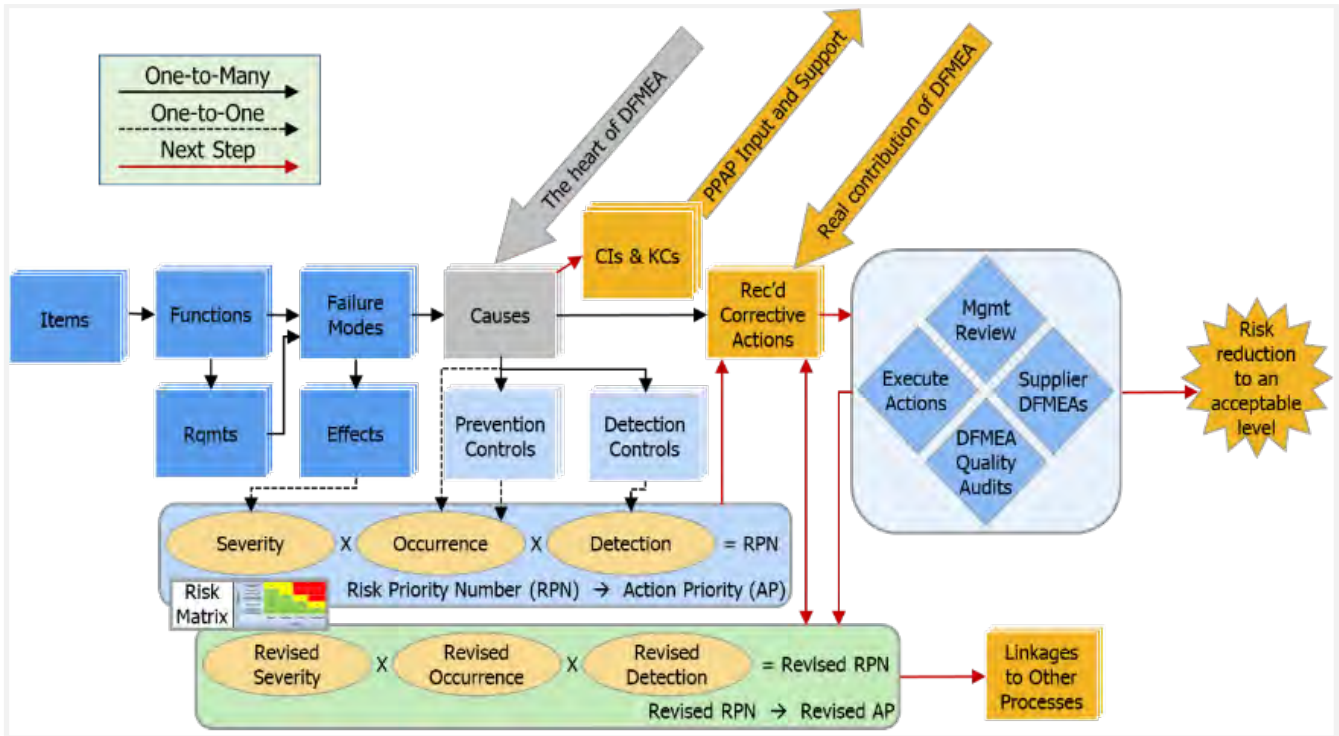 One-to-Many
One-to-One
Next Step
The heart of DFMEA
PPAP Input and Support
Real contribution of DFMEA
CIs & KCs
Items
Functions
Failure
Modes
Causes
Rec'd
Corrective
Actions
Rqmts
Effects
Prevention
Controls
Detection
Controls
Mgmt
Review
Execute
Actions
Supplier
DFMEAs
DFMEA
Quality
Audits
Risk
reduction
to an
acceptable
level
Severity X Occurrence X Detection = RPN
Risk Priority Number (RPN) → Action Priority (AP)
Risk
Matrix
Revised
Severity
X
Revised
Occurrence
X
Revised
Detection
= Revised RPN
Revised RPN → Revised AP
Linkages
to Other
Processes